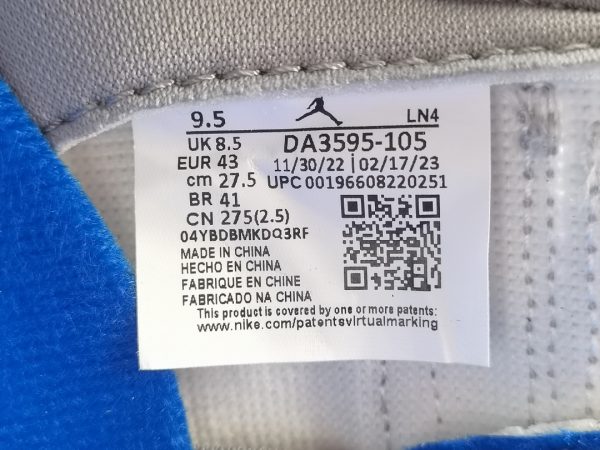 9.5 LN4
UK 8.5 DA3595-105
EUR 43 11/30/22 | 02/17/23
cm 27.5 UPC 00196608220251
BR 41
CN 275(2.5)
04YBDBMKDQ3RF
MADE IN CHINA
HECHO EN CHINA
FABRIQUE EN CHINE
FABRICADO NA CHINA
This product is covered by one or more patents:
www.nike.com/patentsvirtualmarking